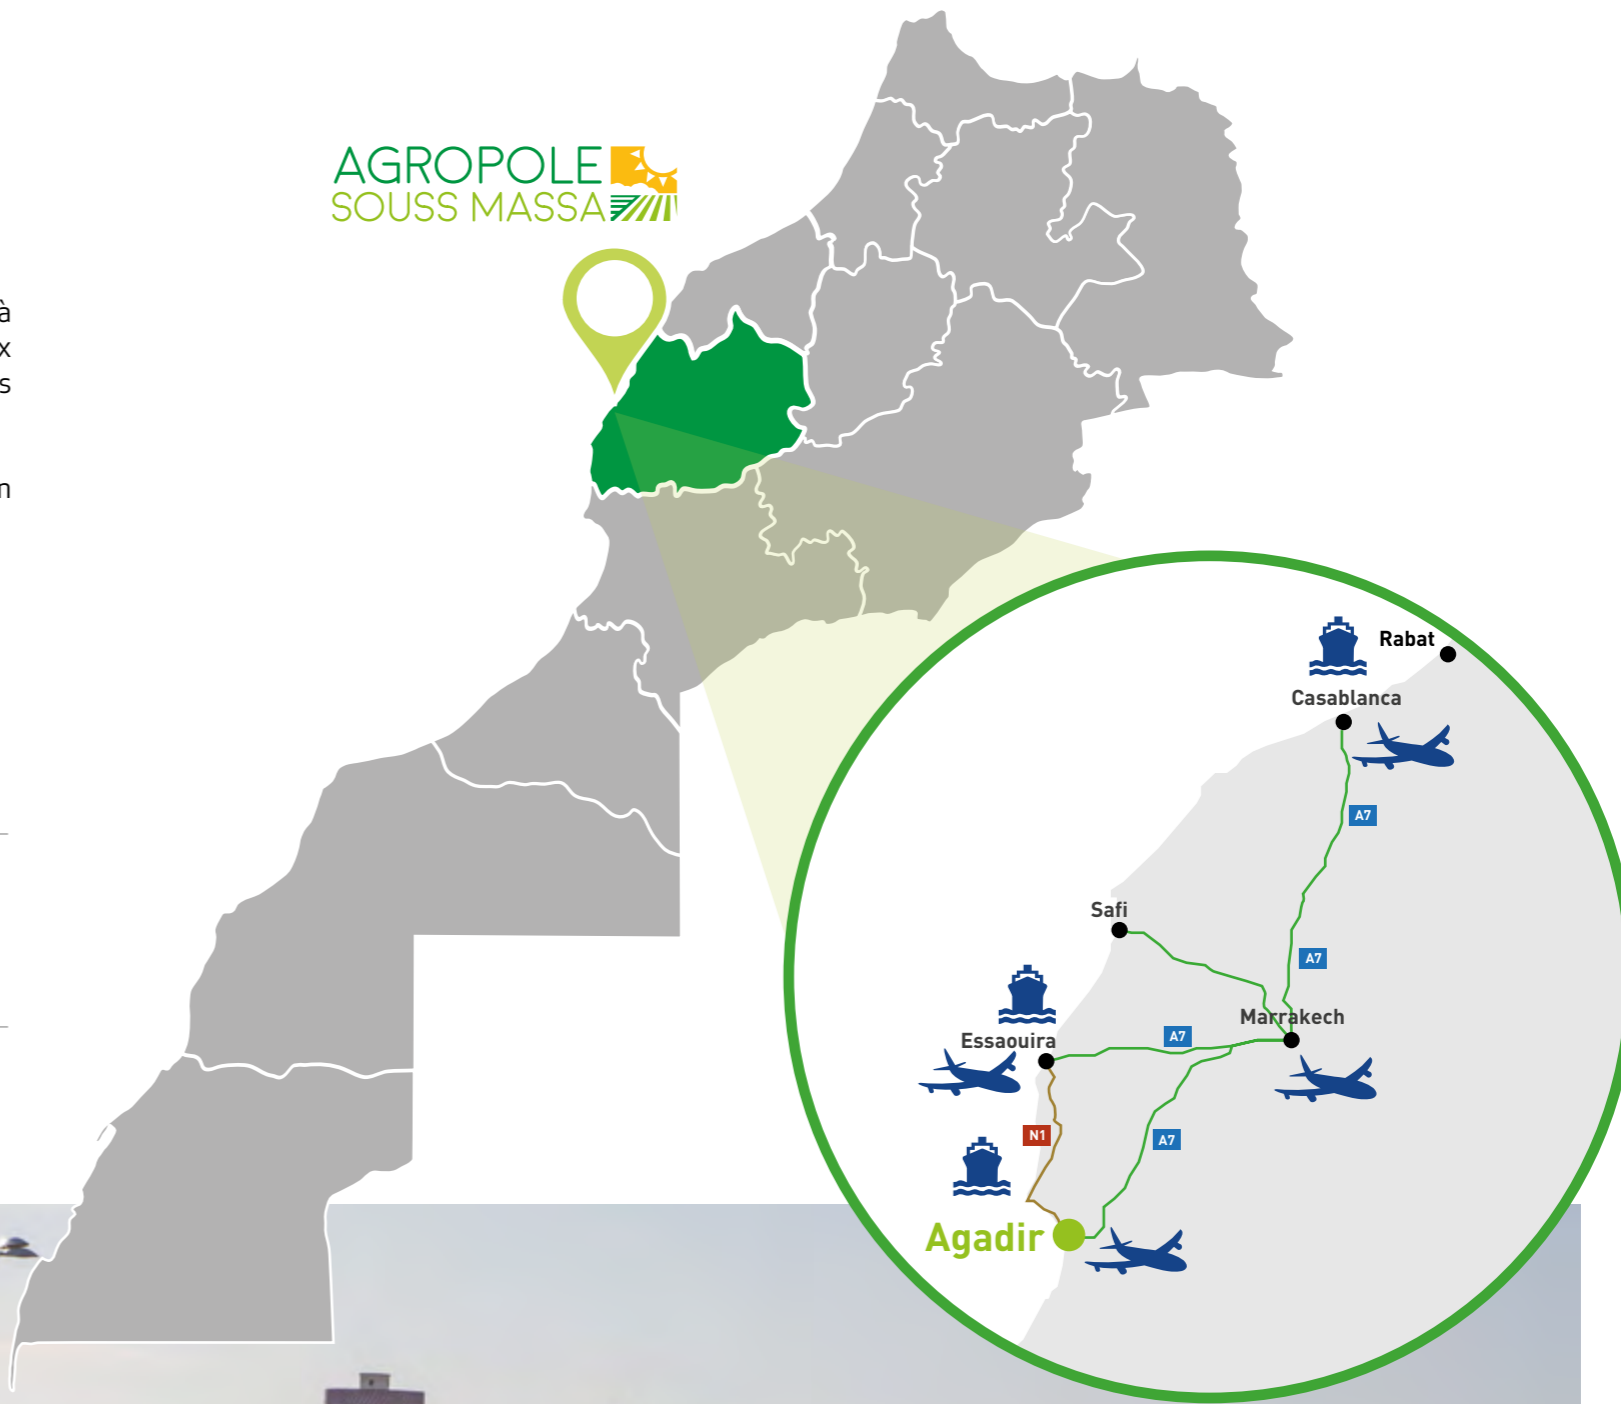 AGROPOLE
SOUSS MASSA
à
x
s
n
Rabat
Casablanca
A7
Safi
A7
Marrakech
A7
Essaouira
N1
A7
Agadir